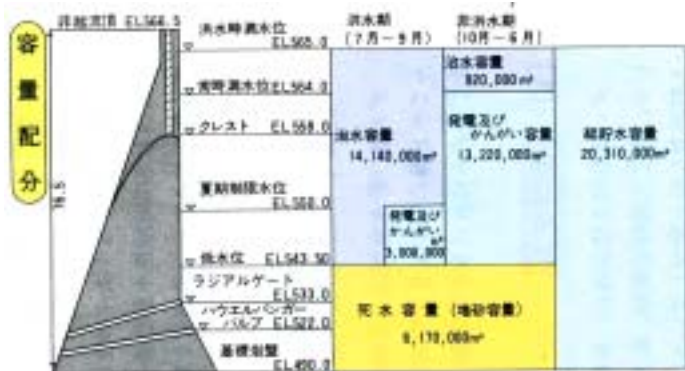 容量配分
非越流頂 EL566.5
洪水時満水位
EL565.0
常時満水位 EL564.0
クレスト EL558.0
夏期制限水位
EL550.0
低水位 EL543.50
ラジアルゲート
EL533.0
ハウエルバンガー
バルブ EL522.0
基礎岩盤
EL490.0
洪水期
(7月−9月)
非洪水期
(10月−6月)
治水容量
14,140,000m³
治水容量
920,000m³
発電及び
かんがい容量
13,220,000m³
発電及び
かんがい
m³
3,000,000
総貯水容量
20,310,000m³
死水容量(堆砂容量)
6,170,000m³